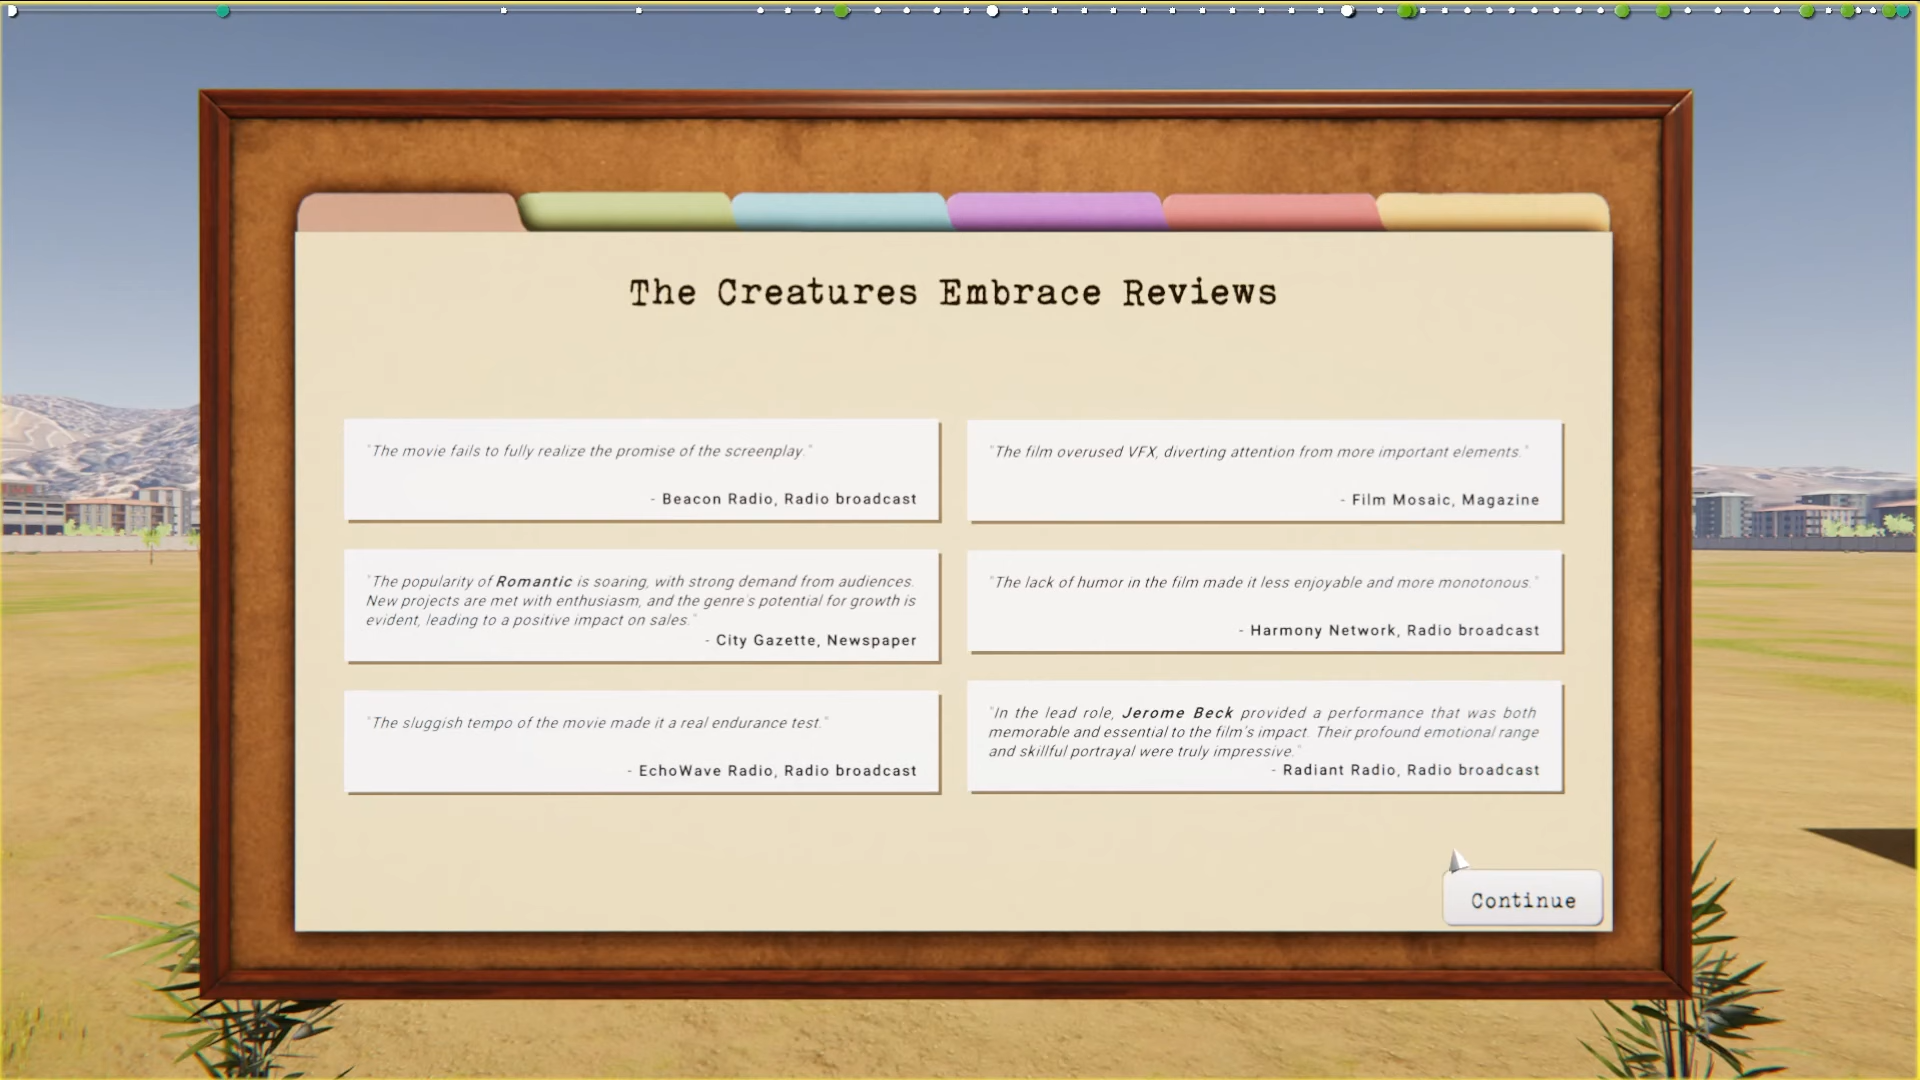 The Creatures Embrace Reviews
"The movie fails to fully realize the promise of the screenplay."
- Beacon Radio, Radio broadcast
"The film overused VFX, diverting attention from more important elements."
- Film Mosaic, Magazine
"The popularity of Romantic is soaring, with strong demand from audiences.
New projects are met with enthusiasm, and the genre's potential for growth is
evident, leading to a positive impact on sales."
- City Gazette, Newspaper
"The lack of humor in the film made it less enjoyable and more monotonous."
- Harmony Network, Radio broadcast
"The sluggish tempo of the movie made it a real endurance test."
- EchoWave Radio, Radio broadcast
"In the lead role, Jerome Beck provided a performance that was both
memorable and essential to the film's impact. Their profound emotional range
and skillful portrayal were truly impressive."
- Radiant Radio, Radio broadcast
Continue